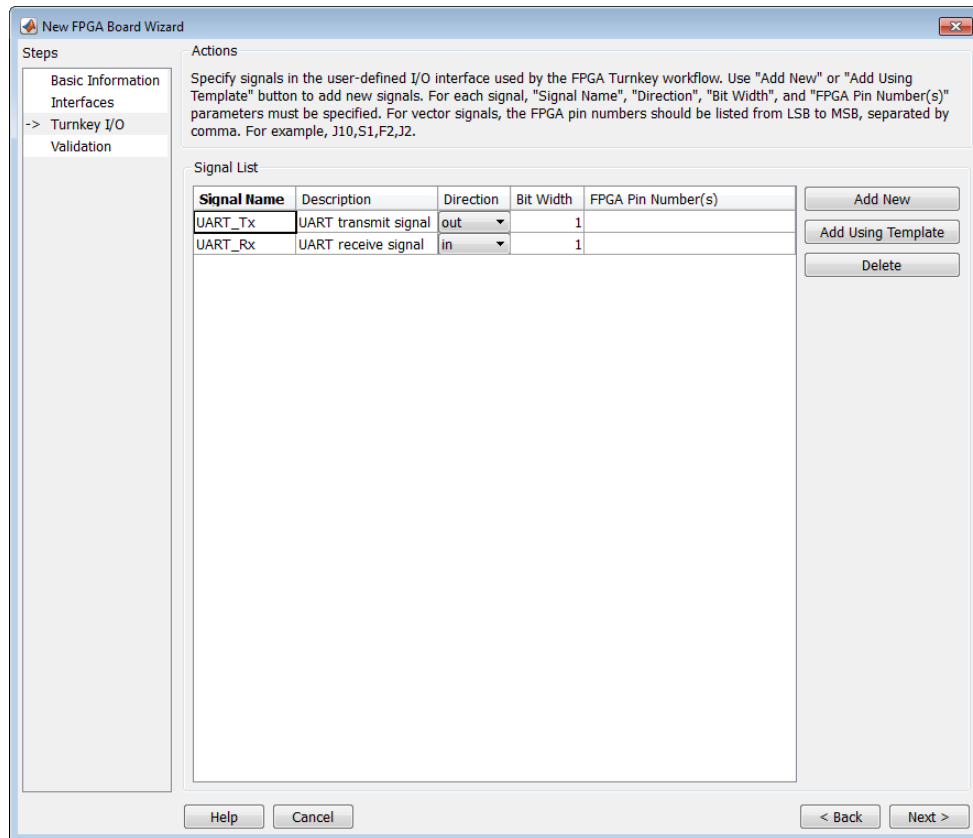 New FPGA Board Wizard
Steps
Basic Information
Interfaces
-> Turnkey I/O
Validation
Actions
Specify signals in the user-defined I/O interface used by the FPGA Turnkey workflow. Use "Add New" or "Add Using
Template" button to add new signals. For each signal, "Signal Name", "Direction", "Bit Width", and "FPGA Pin Number(s)"
parameters must be specified. For vector signals, the FPGA pin numbers should be listed from LSB to MSB, separated by
comma. For example, J10,S1,F2,J2.
Signal List
Signal Name Description Direction Bit Width FPGA Pin Number(s)
UART_Tx UART transmit signal out 1
UART_Rx UART receive signal in 1
Add New
Add Using Template
Delete
Help Cancel < Back Next >